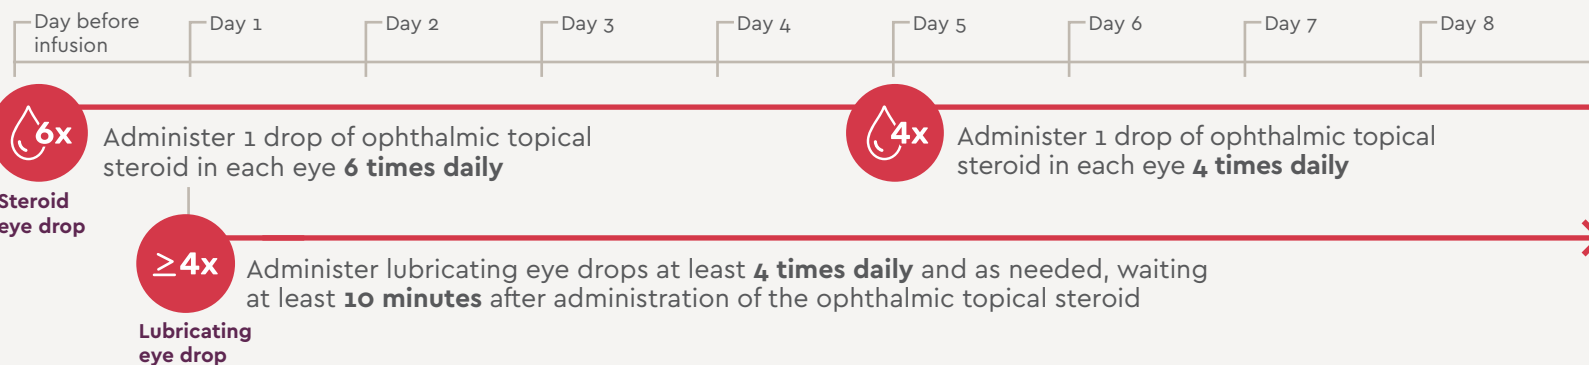 Day before
infusion
Day 1
Day 2
Day 3
Day 4
Day 5
Day 6
Day 7
Day 8
6x
Administer 1 drop of ophthalmic topical
steroid in each eye 6 times daily
4x
Administer 1 drop of ophthalmic topical
steroid in each eye 4 times daily
Steroid
eye drop
≥4x
Administer lubricating eye drops at least 4 times daily and as needed, waiting
at least 10 minutes after administration of the ophthalmic topical steroid
Lubricating
eye drop